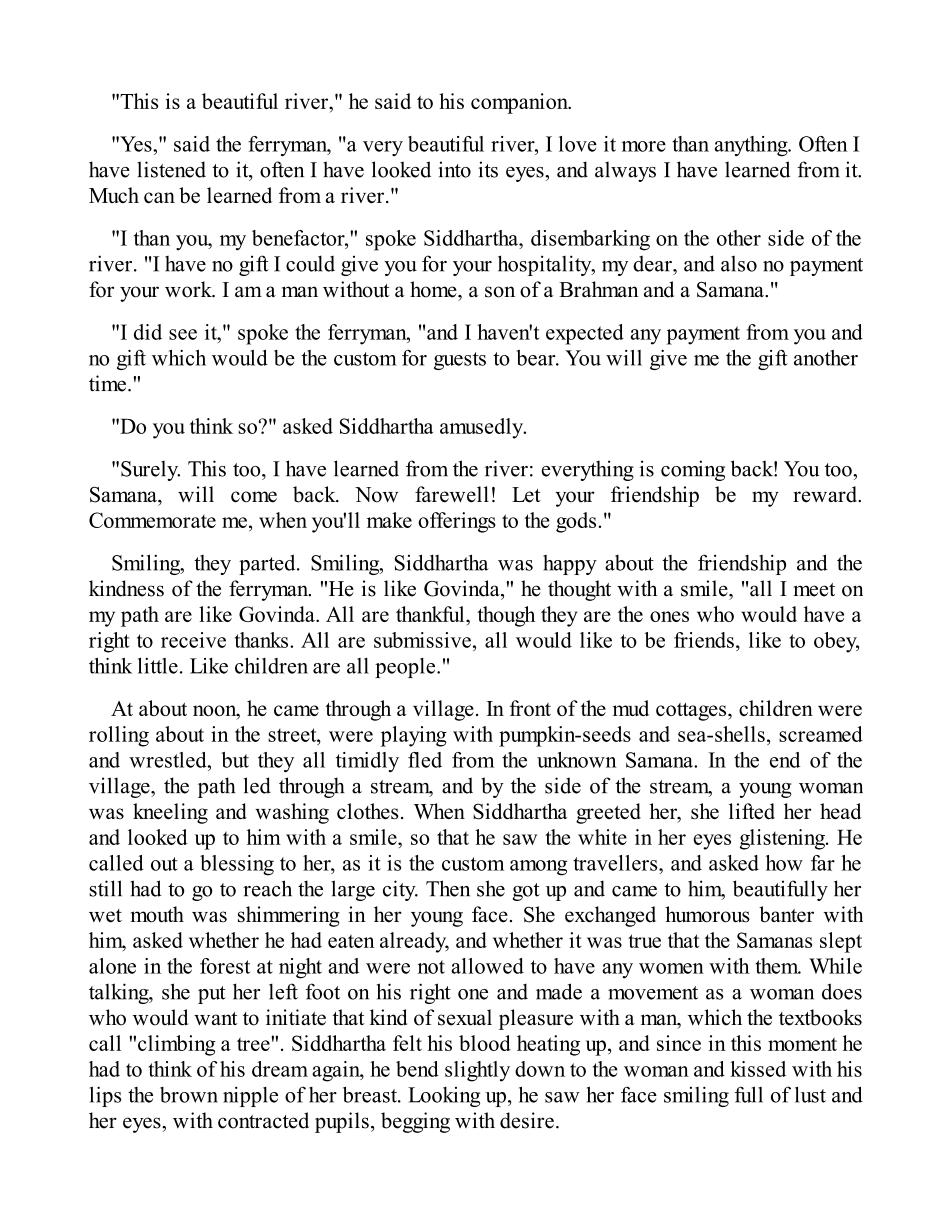 "This is a beautiful river," he said to his companion.
"Yes," said the ferryman, "a very beautiful river, I love it more than anything. Often I
have listened to it, often I have looked into its eyes, and always I have learned from it.
Much can be learned from a river."
"I than you, my benefactor," spoke Siddhartha, disembarking on the other side of the
river. "I have no gift I could give you for your hospitality, my dear, and also no payment
for your work. I am a man without a home, a son of a Brahman and a Samana."
"I did see it," spoke the ferryman, "and I haven't expected any payment from you and
no gift which would be the custom for guests to bear. You will give me the gift another
time."
"Do you think so?" asked Siddhartha amusedly.
"Surely. This too, I have learned from the river: everything is coming back! You too,
Samana, will come back. Now farewell! Let your friendship be my reward.
Commemorate me, when you'll make offerings to the gods."
Smiling, they parted. Smiling, Siddhartha was happy about the friendship and the
kindness of the ferryman. "He is like Govinda," he thought with a smile, "all I meet on
my path are like Govinda. All are thankful, though they are the ones who would have a
right to receive thanks. All are submissive, all would like to be friends, like to obey,
think little. Like children are all people."
At about noon, he came through a village. In front of the mud cottages, children were
rolling about in the street, were playing with pumpkin-seeds and sea-shells, screamed
and wrestled, but they all timidly fled from the unknown Samana. In the end of the
village, the path led through a stream, and by the side of the stream, a young woman
was kneeling and washing clothes. When Siddhartha greeted her, she lifted her head
and looked up to him with a smile, so that he saw the white in her eyes glistening. He
called out a blessing to her, as it is the custom among travellers, and asked how far he
still had to go to reach the large city. Then she got up and came to him, beautifully her
wet mouth was shimmering in her young face. She exchanged humorous banter with
him, asked whether he had eaten already, and whether it was true that the Samanas slept
alone in the forest at night and were not allowed to have any women with them. While
talking, she put her left foot on his right one and made a movement as a woman does
who would want to initiate that kind of sexual pleasure with a man, which the textbooks
call "climbing a tree". Siddhartha felt his blood heating up, and since in this moment he
had to think of his dream again, he bend slightly down to the woman and kissed with his
lips the brown nipple of her breast. Looking up, he saw her face smiling full of lust and
her eyes, with contracted pupils, begging with desire.